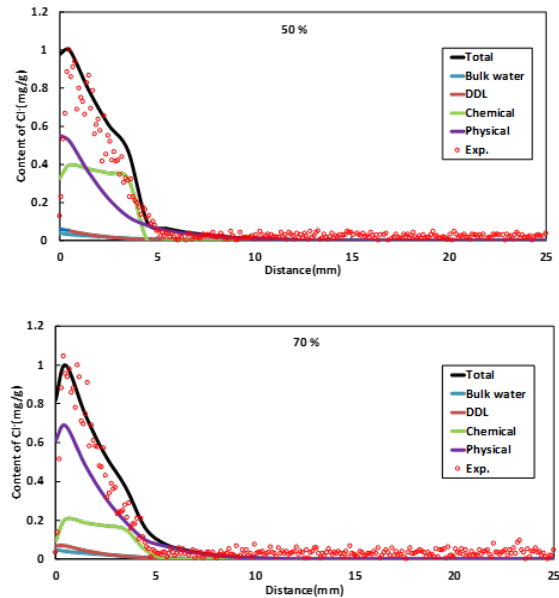 50 %
1.2
1
0.8
0.6
0.4
0.2
0
Content of Cl⁻(mg/g)
Total
Bulk water
DDL
Chemical
Physical
Exp.
0 5 10 15 20 25
Distance(mm)
70 %
1.2
1
0.8
0.6
0.4
0.2
0
Content of Cl⁻(mg/g)
Total
Bulk water
DDL
Chemical
Physical
Exp.
0 5 10 15 20 25
Distance(mm)